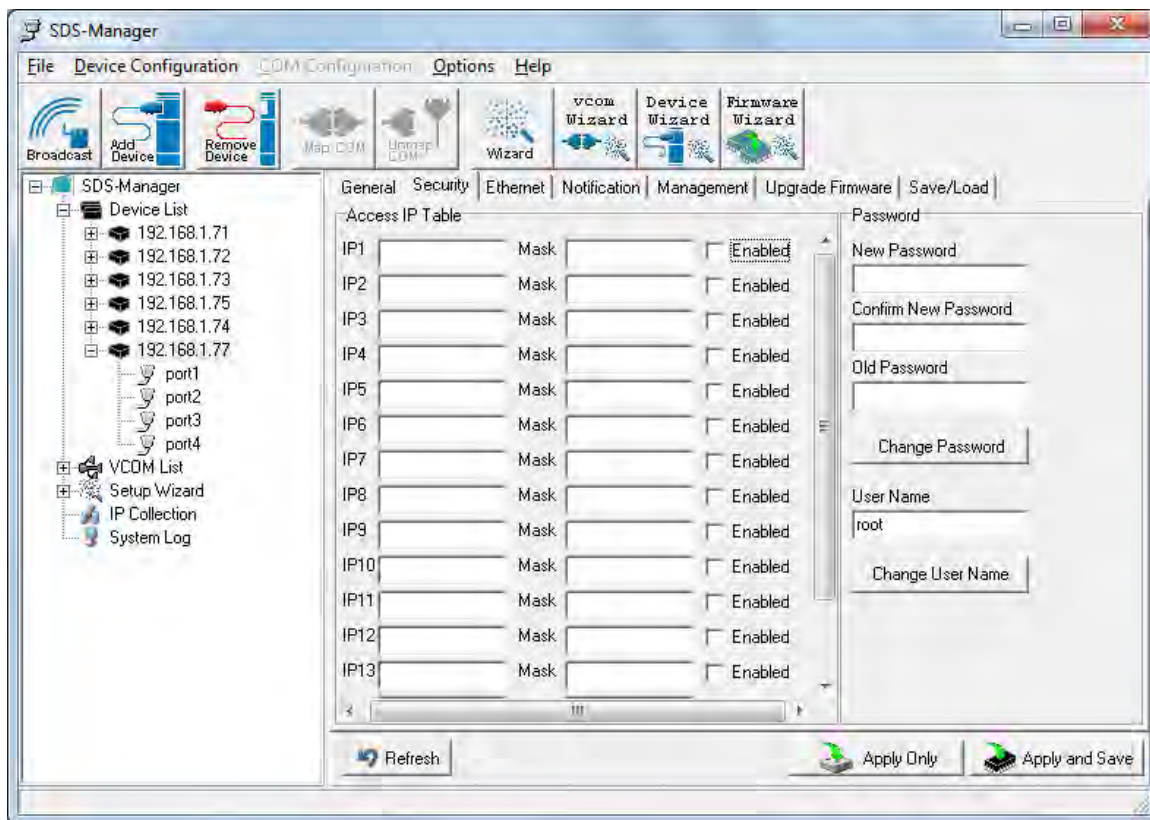 SDS-Manager
File Device Configuration COM Configuration Options Help
Broadcast
Add Device
Remove Device
Map COM
Unmap COM
Wizard
vcom Wizard
Device Wizard
Firmware Wizard
SDS-Manager
Device List
192.168.1.71
192.168.1.72
192.168.1.73
192.168.1.75
192.168.1.74
192.168.1.77
port1
port2
port3
port4
VCOM List
Setup Wizard
IP Collection
System Log
General Security Ethernet Notification Management Upgrade Firmware Save/Load
Access IP Table
IP1 Mask Enabled
IP2 Mask Enabled
IP3 Mask Enabled
IP4 Mask Enabled
IP5 Mask Enabled
IP6 Mask Enabled
IP7 Mask Enabled
IP8 Mask Enabled
IP9 Mask Enabled
IP10 Mask Enabled
IP11 Mask Enabled
IP12 Mask Enabled
IP13 Mask Enabled
Password
New Password
Confirm New Password
Old Password
Change Password
User Name
root
Change User Name
Refresh
Apply Only
Apply and Save